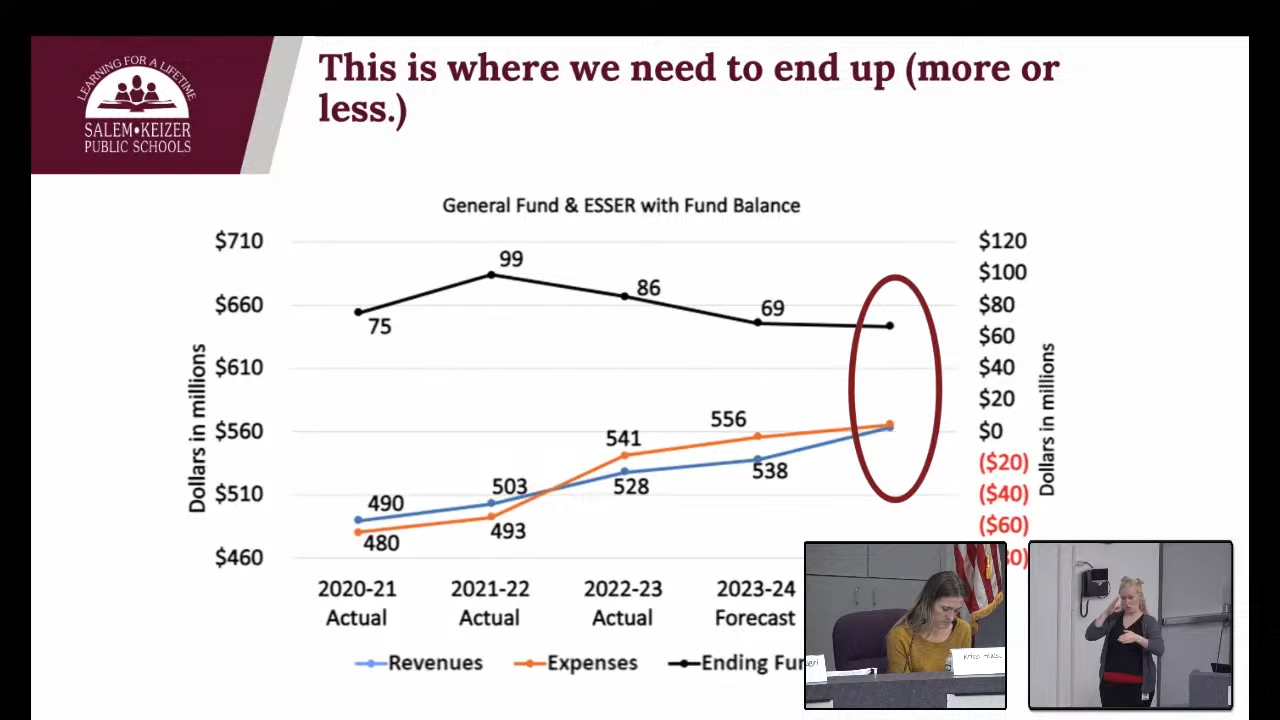 LEARNING FOR A LIFETIME
SALEM•KEIZER
PUBLIC SCHOOLS
This is where we need to end up (more or
less.)
General Fund & ESSER with Fund Balance
$710
$660
$610
$560
$510
$460
Dollars in millions
99
75
86
69
490
480
503
493
541
528
556
538
$120
$100
$80
$60
$40
$20
$0
($20)
($40)
($60)
Dollars in millions
2020-21
Actual
2021-22
Actual
2022-23
Actual
2023-24
Forecast
Revenues
Expenses
Ending